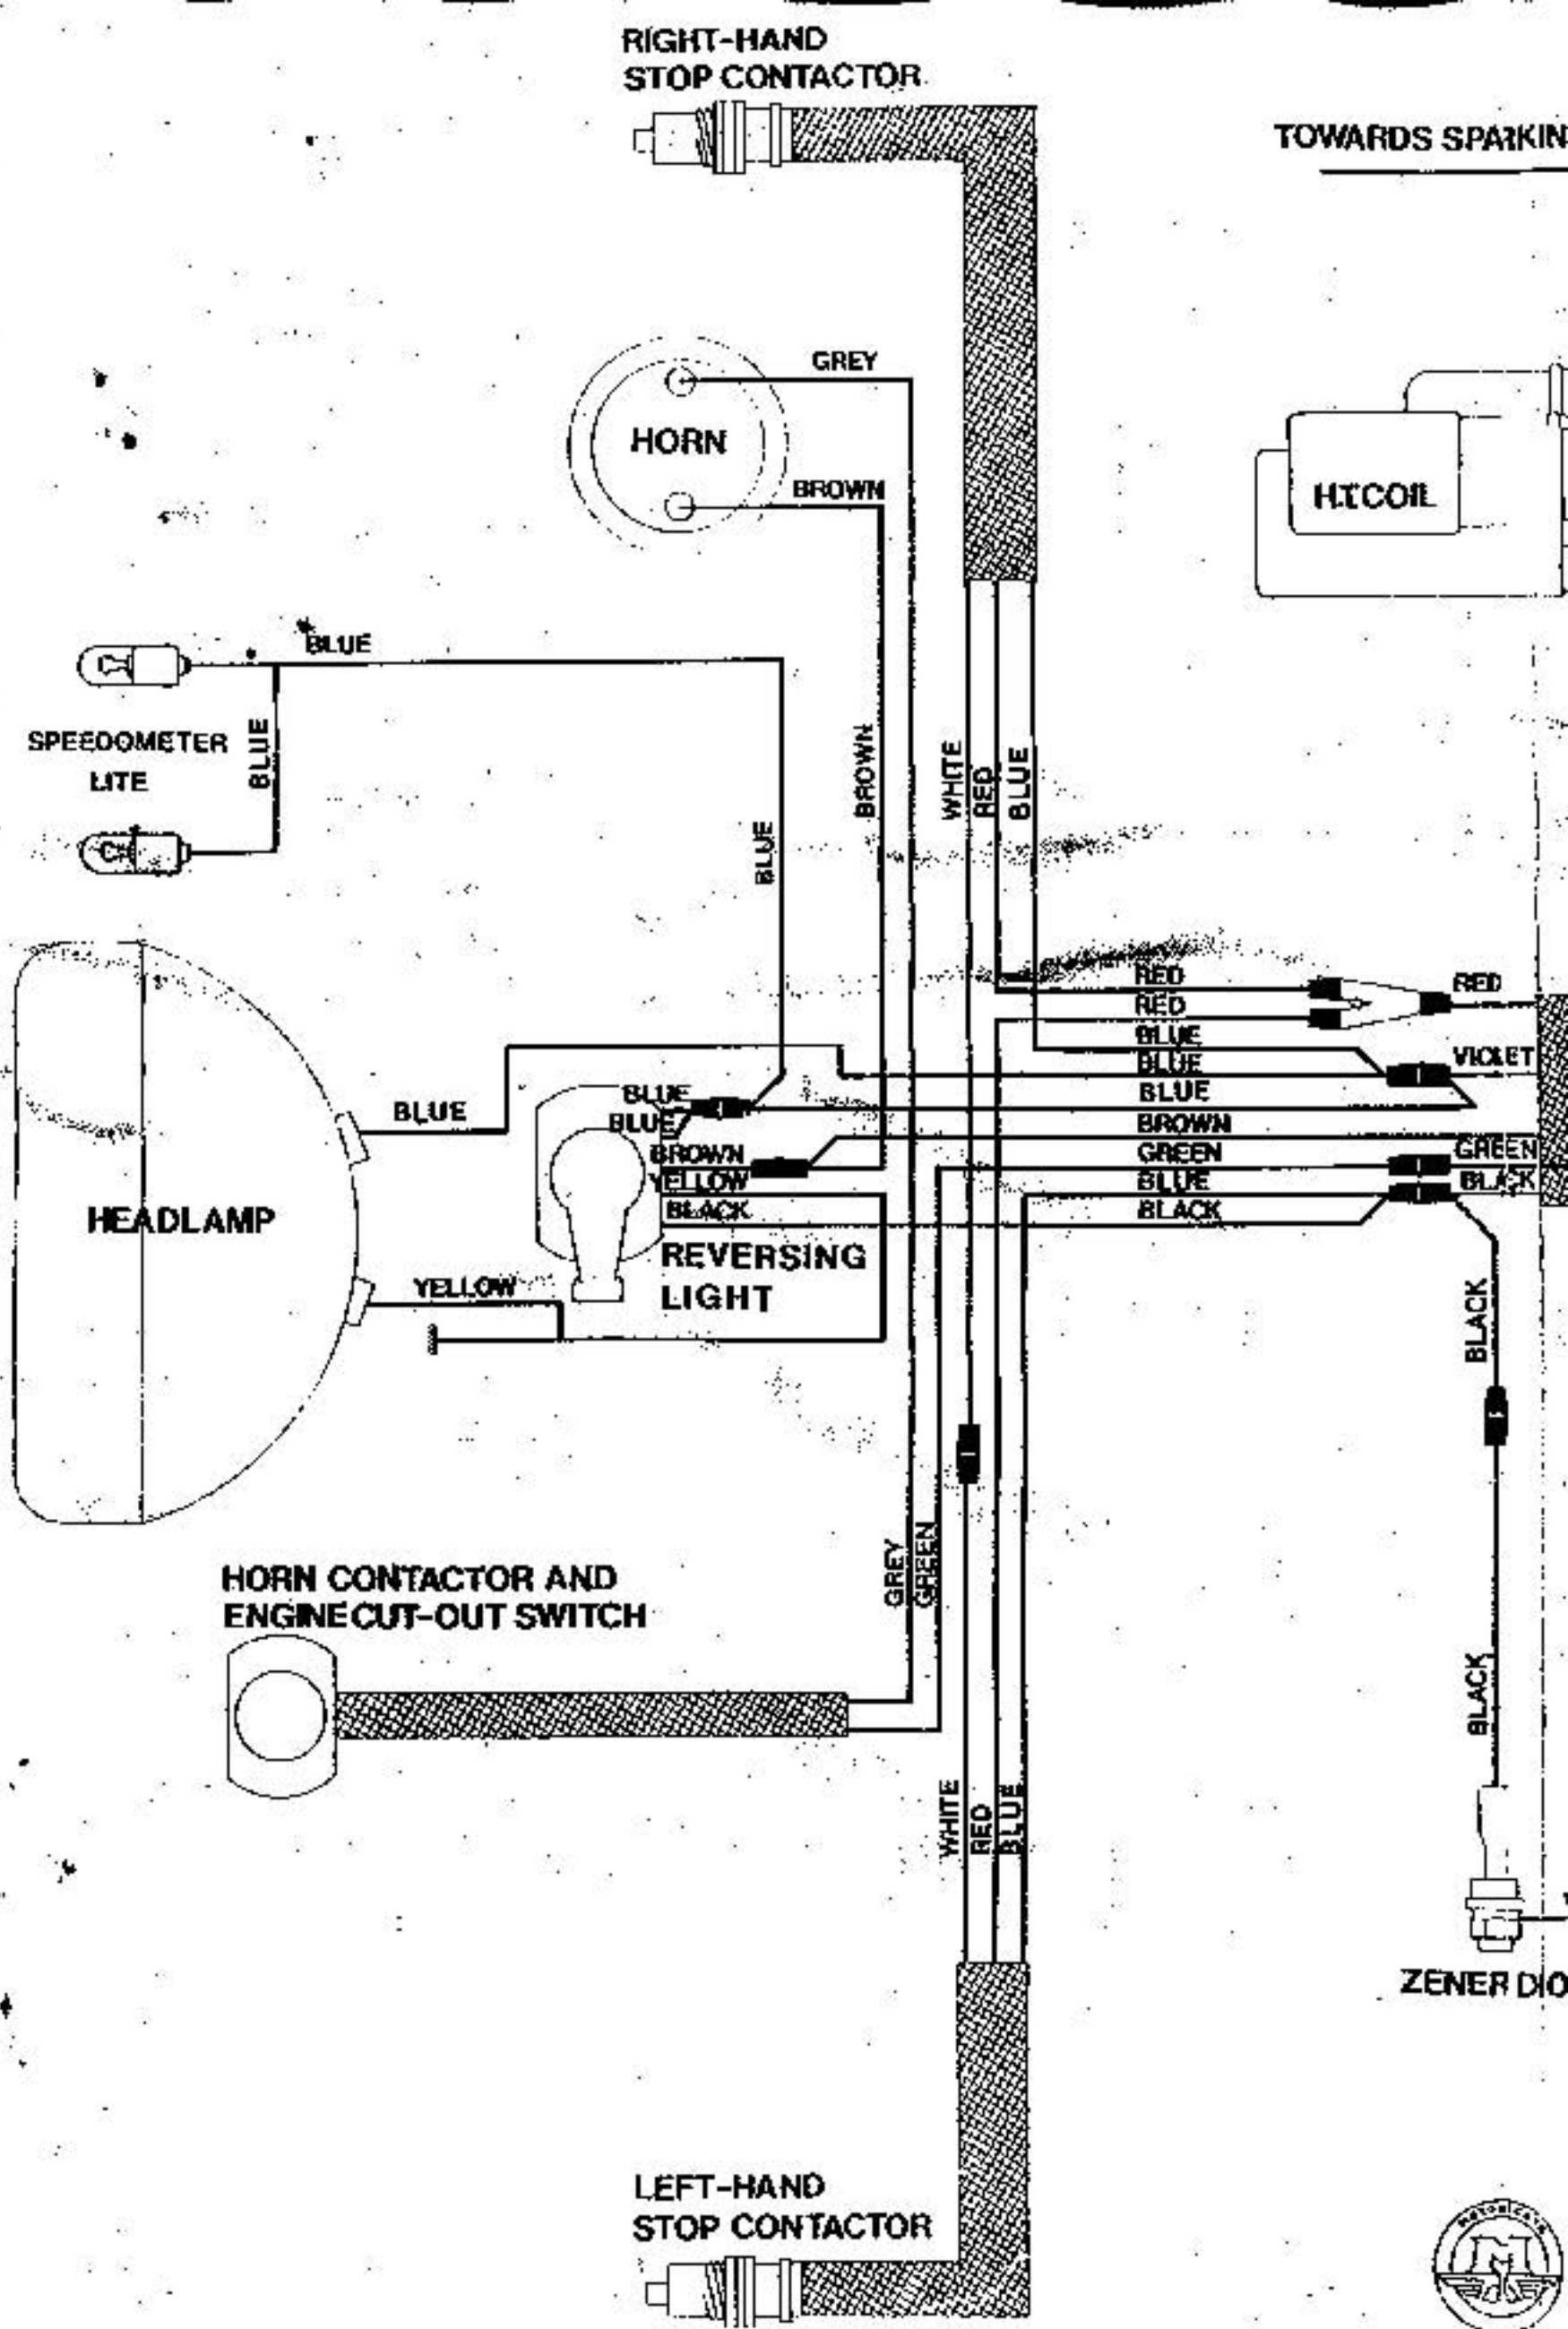 RIGHT-HAND
STOP CONTACTOR
TOWARDS SPARKIN
GREY
HORN
BROWN
H.T.COIL
BLUE
SPEEDOMETER
LITE
BLUE
BLUE
BROWN
WHITE
RED
BLUE
RED
RED
RED
BLUE
BLUE
VIOLET
BLUE
BLUE
BLUE
BLUE
BROWN
BROWN
GREEN
GREEN
YELLOW
BLUE
BLACK
BLACK
BLACK
HEADLAMP
REVERSING
LIGHT
YELLOW
BLACK
HORN CONTACTOR AND
ENGINE CUT-OUT SWITCH
GREY
GREEN
BLACK
WHITE
RED
BLUE
ZENER DIO
LEFT-HAND
STOP CONTACTOR
M